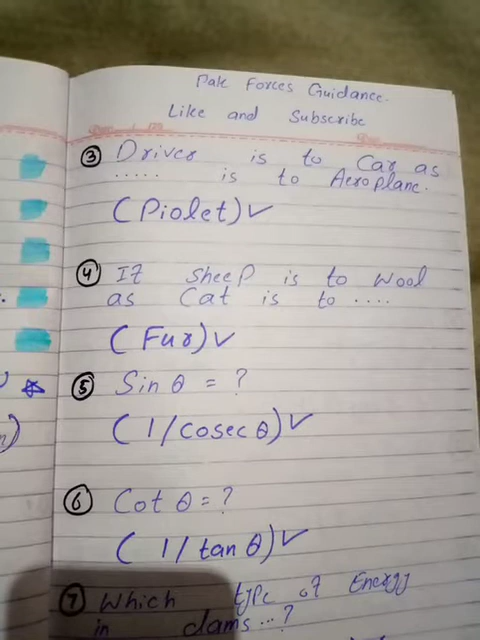 Pak Forces Guidance.
Like and Subscribe
③ Driver is to Car as
..... is to Aeroplane.
(Piolet) ✓
④ If sheep is to wool
as Cat is to ....
(Fur) ✓
⑤ Sin θ = ?
(1/cosec θ) ✓
⑥ Cot θ = ?
(1/tan θ) ✓
⑦ Which type of Energy
in dams...?